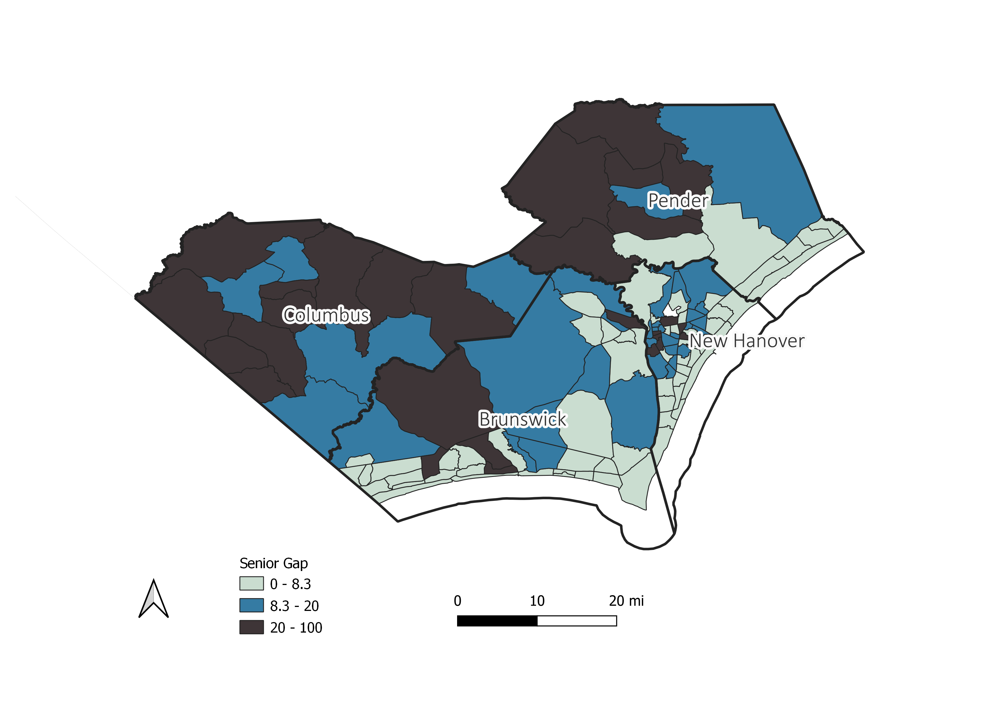 Pender
Columbus
New Hanover
Brunswick
Senior Gap
0 - 8.3
8.3 - 20
20 - 100
0 10 20 mi